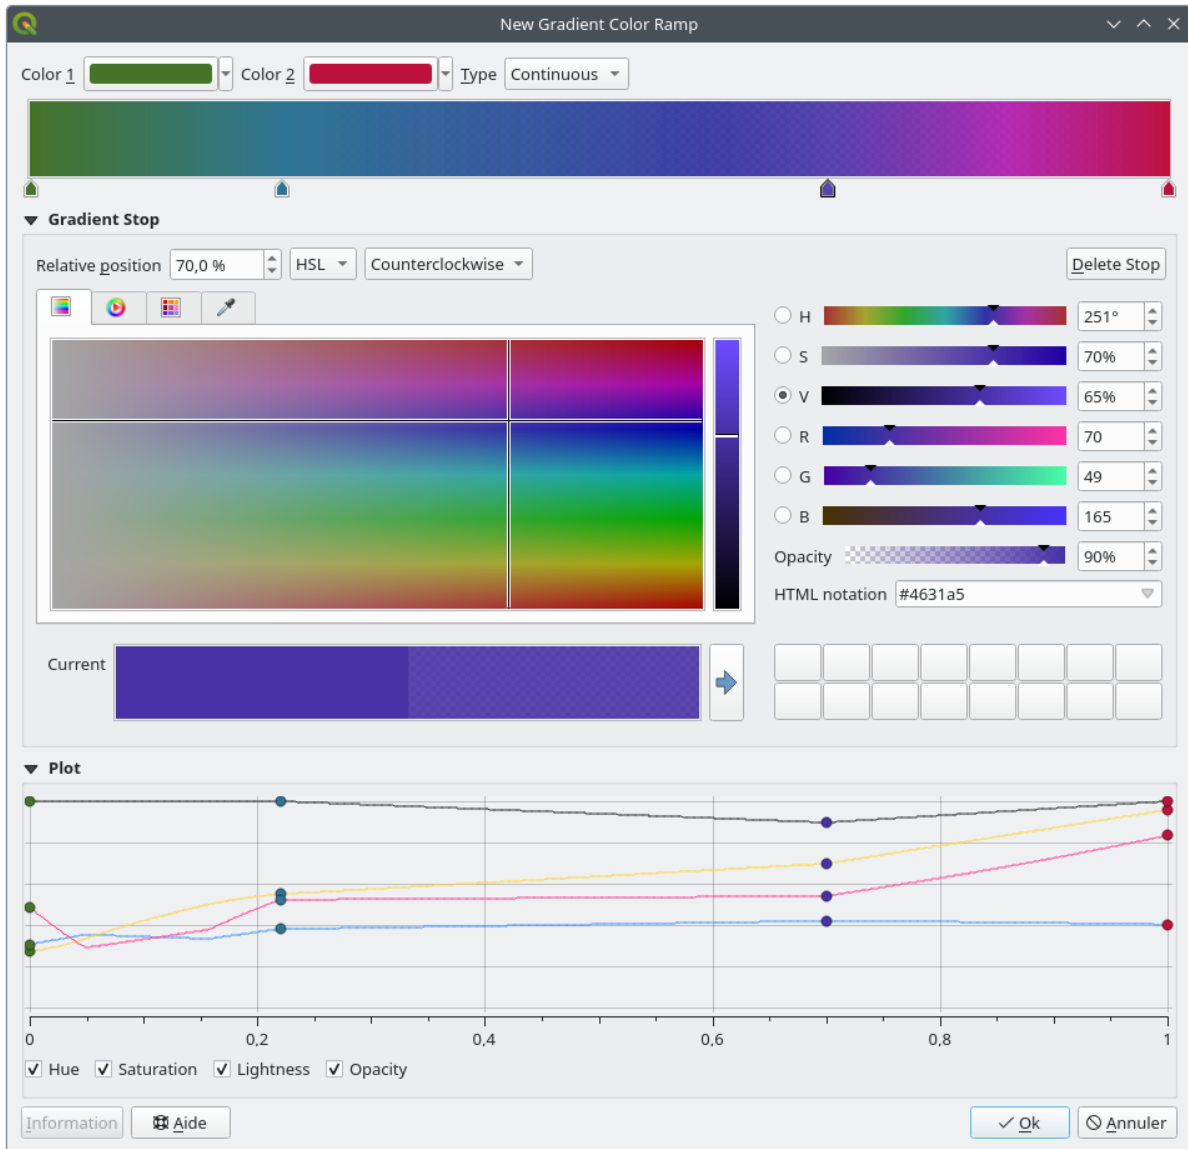 New Gradient Color Ramp
Color 1 Color 2 Type Continuous
Gradient Stop
Relative position 70,0 % HSL Counterclockwise Delete Stop
H 251°
S 70%
V 65%
R 70
G 49
B 165
Opacity 90%
HTML notation #4631a5
Current
Plot
0 0,2 0,4 0,6 0,8 1
Hue Saturation Lightness Opacity
Information Aide Ok Annuler